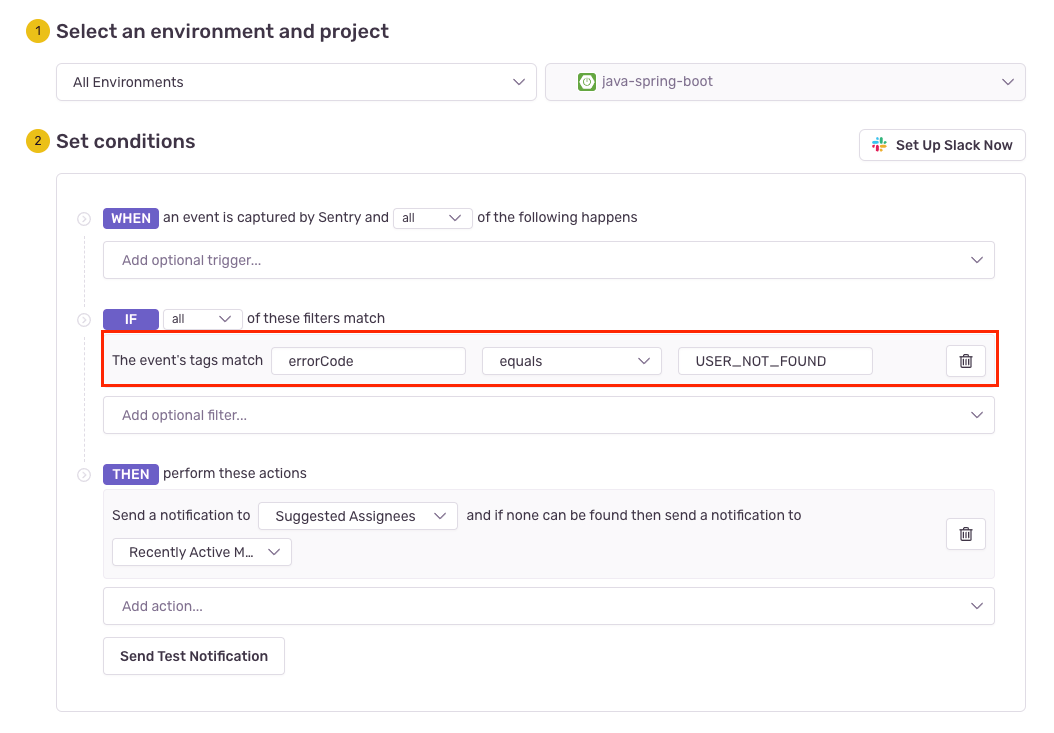 1 Select an environment and project
All Environments java-spring-boot
2 Set conditions Set Up Slack Now
WHEN an event is captured by Sentry and all of the following happens
Add optional trigger...
IF all of these filters match
The event's tags match errorCode equals USER_NOT_FOUND
Add optional filter...
THEN perform these actions
Send a notification to Suggested Assignees and if none can be found then send a notification to
Recently Active M...
Add action...
Send Test Notification